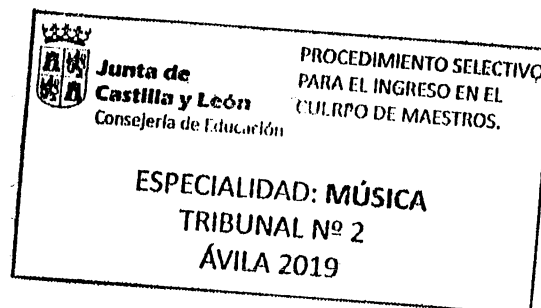 Junta de
Castilla y León
Consejería de Educación
PROCEDIMIENTO SELECTIVO
PARA EL INGRESO EN EL
CUERPO DE MAESTROS.
ESPECIALIDAD: MÚSICA
TRIBUNAL Nº 2
ÁVILA 2019